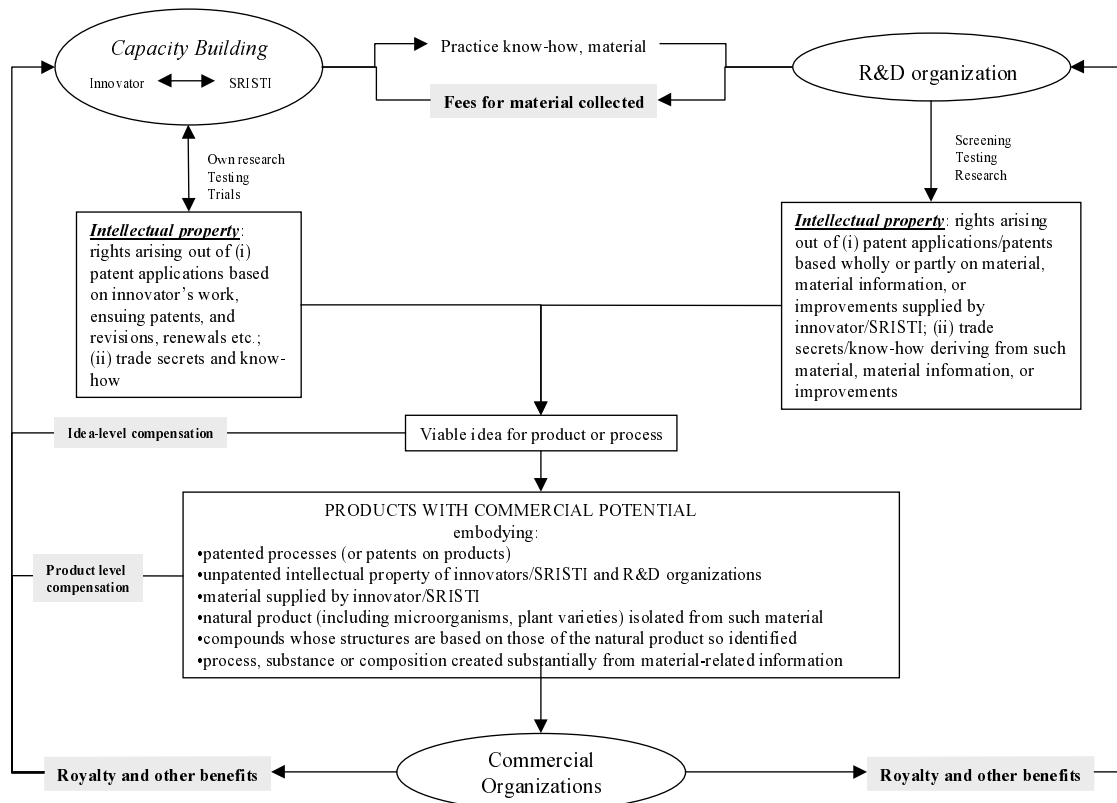 Capacity Building
Innovator
SRISTI
Practice know-how, material
Fees for material collected
R&D organization
Own research
Testing
Trials
Screening
Testing
Research
Intellectual property:
rights arising out of (i)
patent applications based
on innovator's work,
ensuing patents, and
revisions, renewals etc.;
(ii) trade secrets and know-
how
Intellectual property: rights arising
out of (i) patent applications/patents
based wholly or partly on material,
material information, or
improvements supplied by
innovator/SRISTI; (ii) trade
secrets/know-how deriving from such
material, material information, or
improvements
Idea-level compensation
Viable idea for product or process
PRODUCTS WITH COMMERCIAL POTENTIAL
embodying:
•patented processes (or patents on products)
•unpatented intellectual property of innovators/SRISTI and R&D organizations
•material supplied by innovator/SRISTI
•natural product (including microorganisms, plant varieties) isolated from such material
•compounds whose structures are based on those of the natural product so identified
•process, substance or composition created substantially from material-related information
Product level
compensation
Royalty and other benefits
Commercial
Organizations
Royalty and other benefits